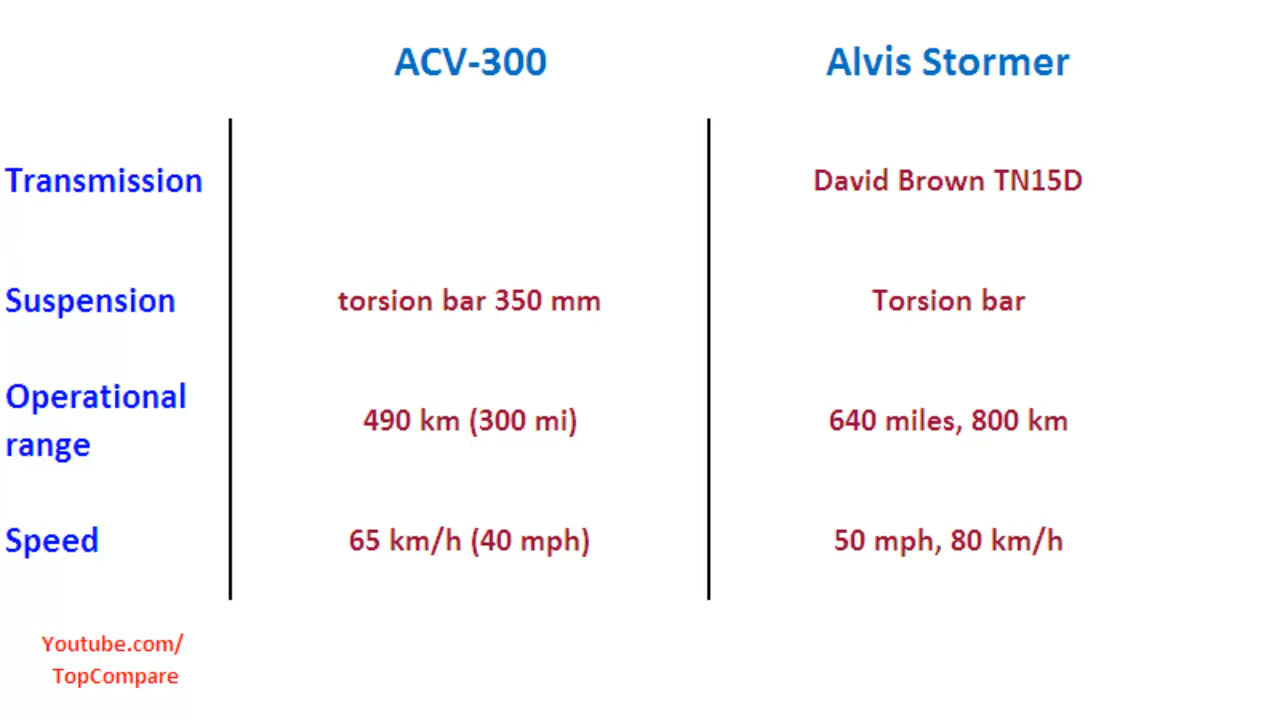 ACV-300 Alvis Stormer
Transmission David Brown TN15D
Suspension torsion bar 350 mm Torsion bar
Operational
range 490 km (300 mi) 640 miles, 800 km
Speed 65 km/h (40 mph) 50 mph, 80 km/h
Youtube.com/
TopCompare